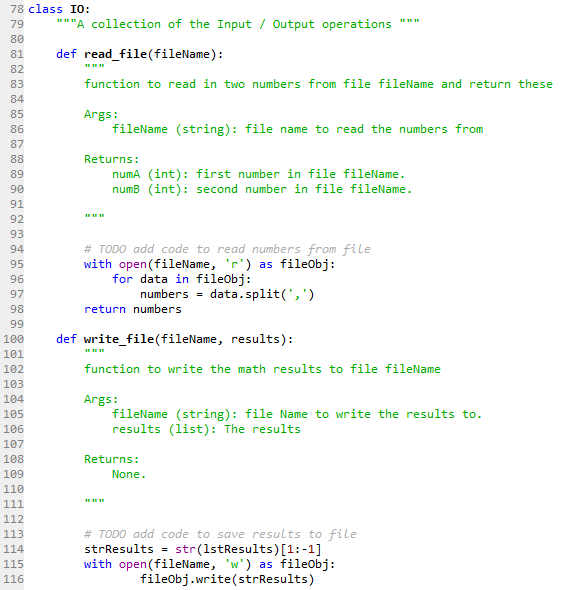 78 class IO:
79     """A collection of the Input / Output operations """
80
81     def read_file(fileName):
82         """
83         function to read in two numbers from file fileName and return these
84
85         Args:
86             fileName (string): file name to read the numbers from
87
88         Returns:
89             numA (int): first number in file fileName.
90             numB (int): second number in file fileName.
91
92         """
93
94         # TODO add code to read numbers from file
95         with open(fileName, 'r') as fileObj:
96             for data in fileObj:
97                 numbers = data.split(',')
98         return numbers
99
100     def write_file(fileName, results):
101         """
102         function to write the math results to file fileName
103
104         Args:
105             fileName (string): file Name to write the results to.
106             results (list): The results
107
108         Returns:
109             None.
110
111         """
112
113         # TODO add code to save results to file
114         strResults = str(lstResults)[1:-1]
115         with open(fileName, 'w') as fileObj:
116                 fileObj.write(strResults)